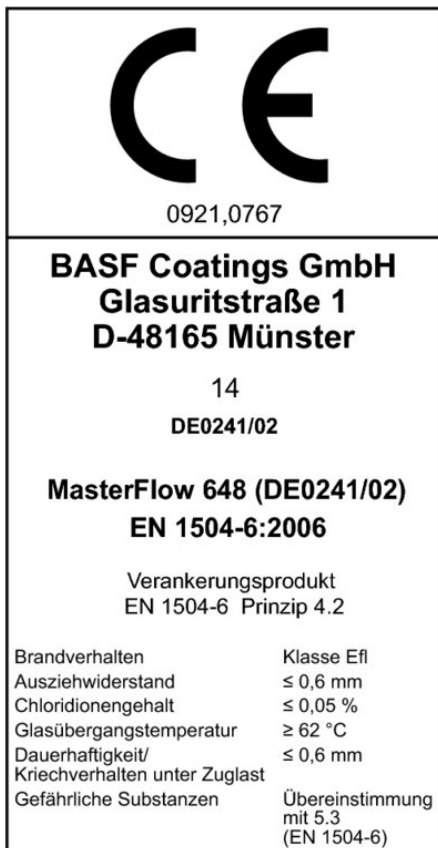 CE
0921,0767
BASF Coatings GmbH
Glasuritstraße 1
D-48165 Münster
14
DE0241/02
MasterFlow 648 (DE0241/02)
EN 1504-6:2006
Verankerungsprodukt
EN 1504-6 Prinzip 4.2
Brandverhalten Klasse Efl
Ausziehwiderstand ≤ 0,6 mm
Chloridionengehalt ≤ 0,05 %
Glasübergangstemperatur ≥ 62 °C
Dauerhaftigkeit/ ≤ 0,6 mm
Kriechverhalten unter Zuglast
Gefährliche Substanzen Übereinstimmung
mit 5.3
(EN 1504-6)